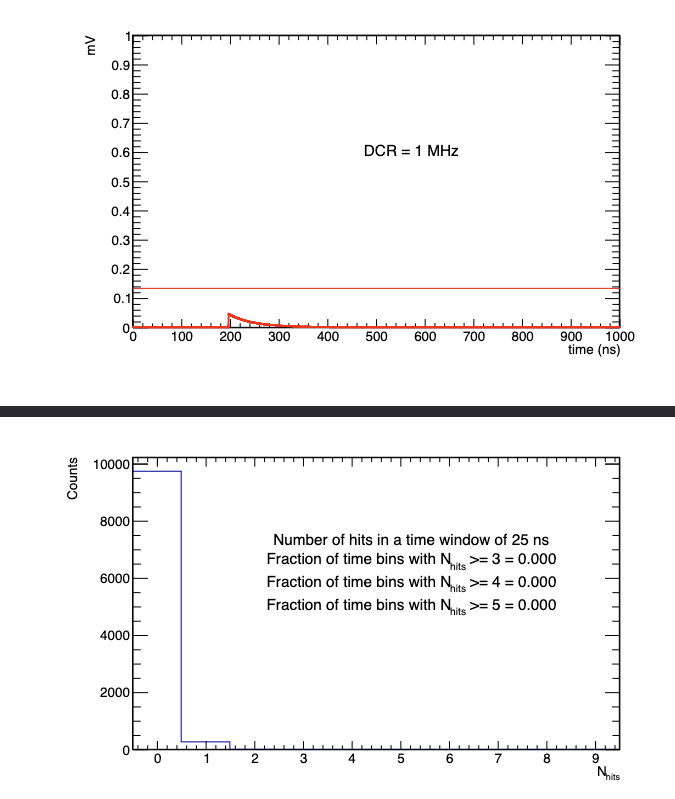 mV
1
0.9
0.8
0.7
0.6
0.5
0.4
0.3
0.2
0.1
0
DCR = 1 MHz
0 100 200 300 400 500 600 700 800 900 1000
time (ns)
Counts
10000
8000
6000
4000
2000
0
Number of hits in a time window of 25 ns
Fraction of time bins with Nhits >= 3 = 0.000
Fraction of time bins with Nhits >= 4 = 0.000
Fraction of time bins with Nhits >= 5 = 0.000
0 1 2 3 4 5 6 7 8 9
Nhits